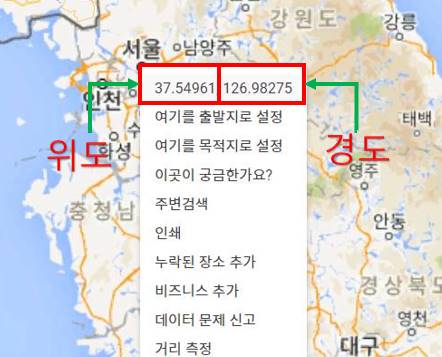 강원도
강릉
서울
남양주
37.54961, 126.98275
인천
위도
경도
여기를 출발지로 설정
태백
수
화성
여기를 목적지로 설정
이곳이 궁금한가요?
영주
주변검색
충청남
인쇄
안동
누락된 장소 추가
비즈니스 추가
경상북도
데이터 문제 신고
영천
거리 측정
대구